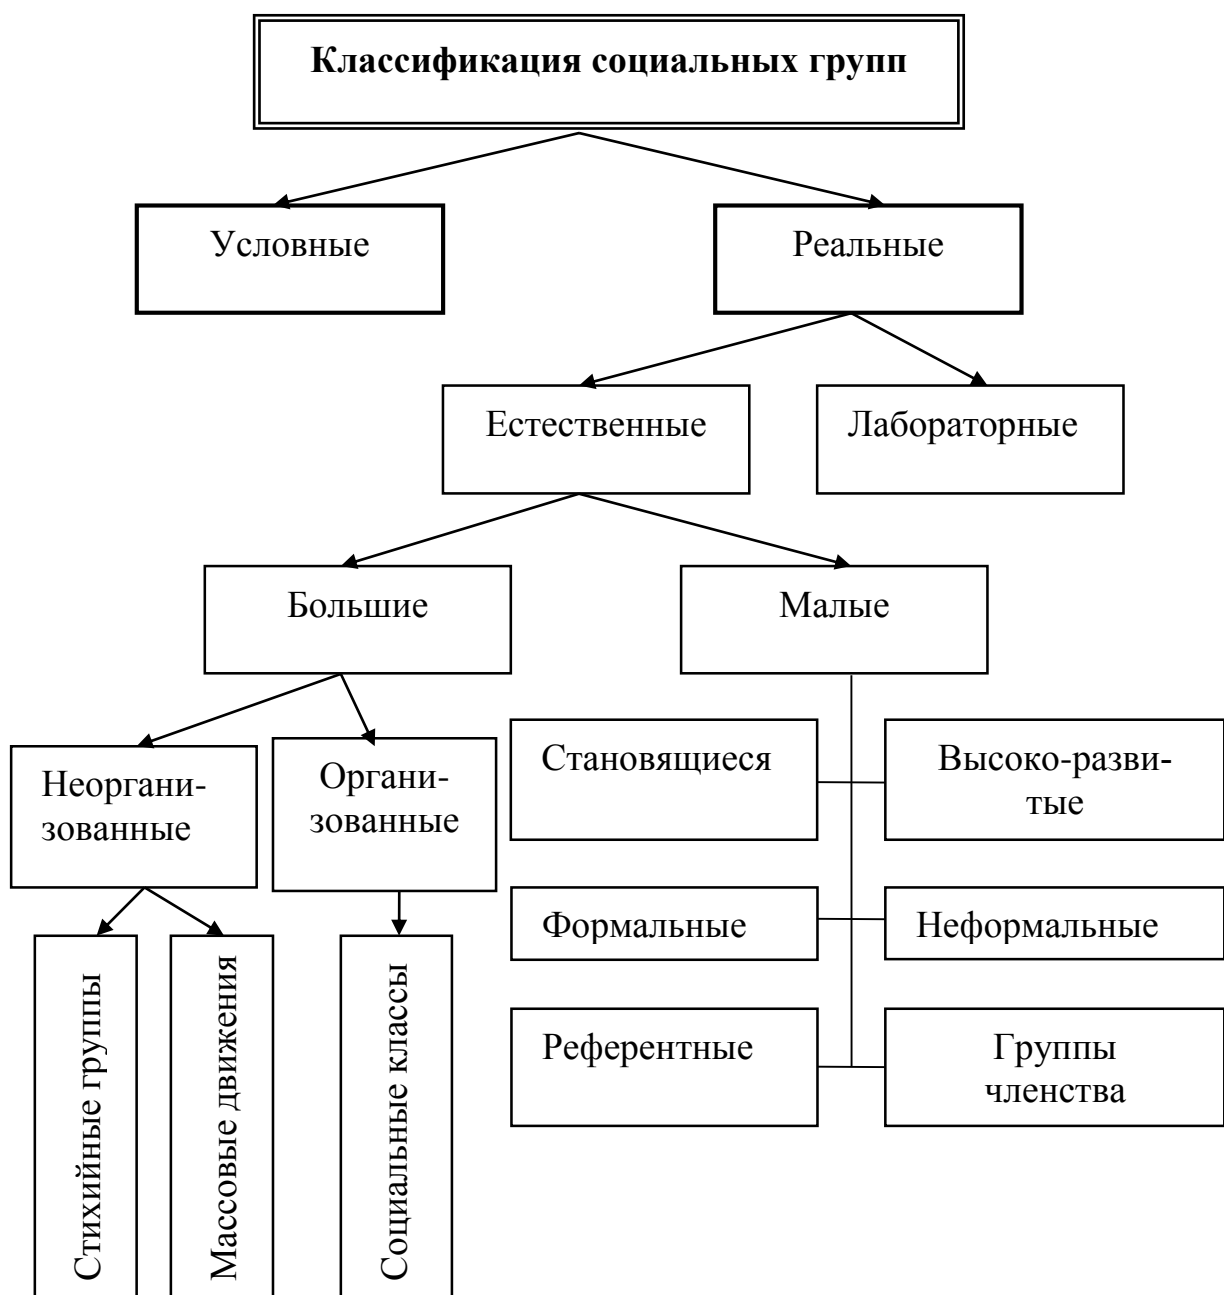 Классификация социальных групп
Условные
Реальные
Естественные
Лабораторные
Большие
Малые
Неоргани-
зованные
Органи-
зованные
Становящиеся
Высоко-разви-
тые
Формальные
Неформальные
Референтные
Группы
членства
Стихийные группы
Массовые движения
Социальные классы